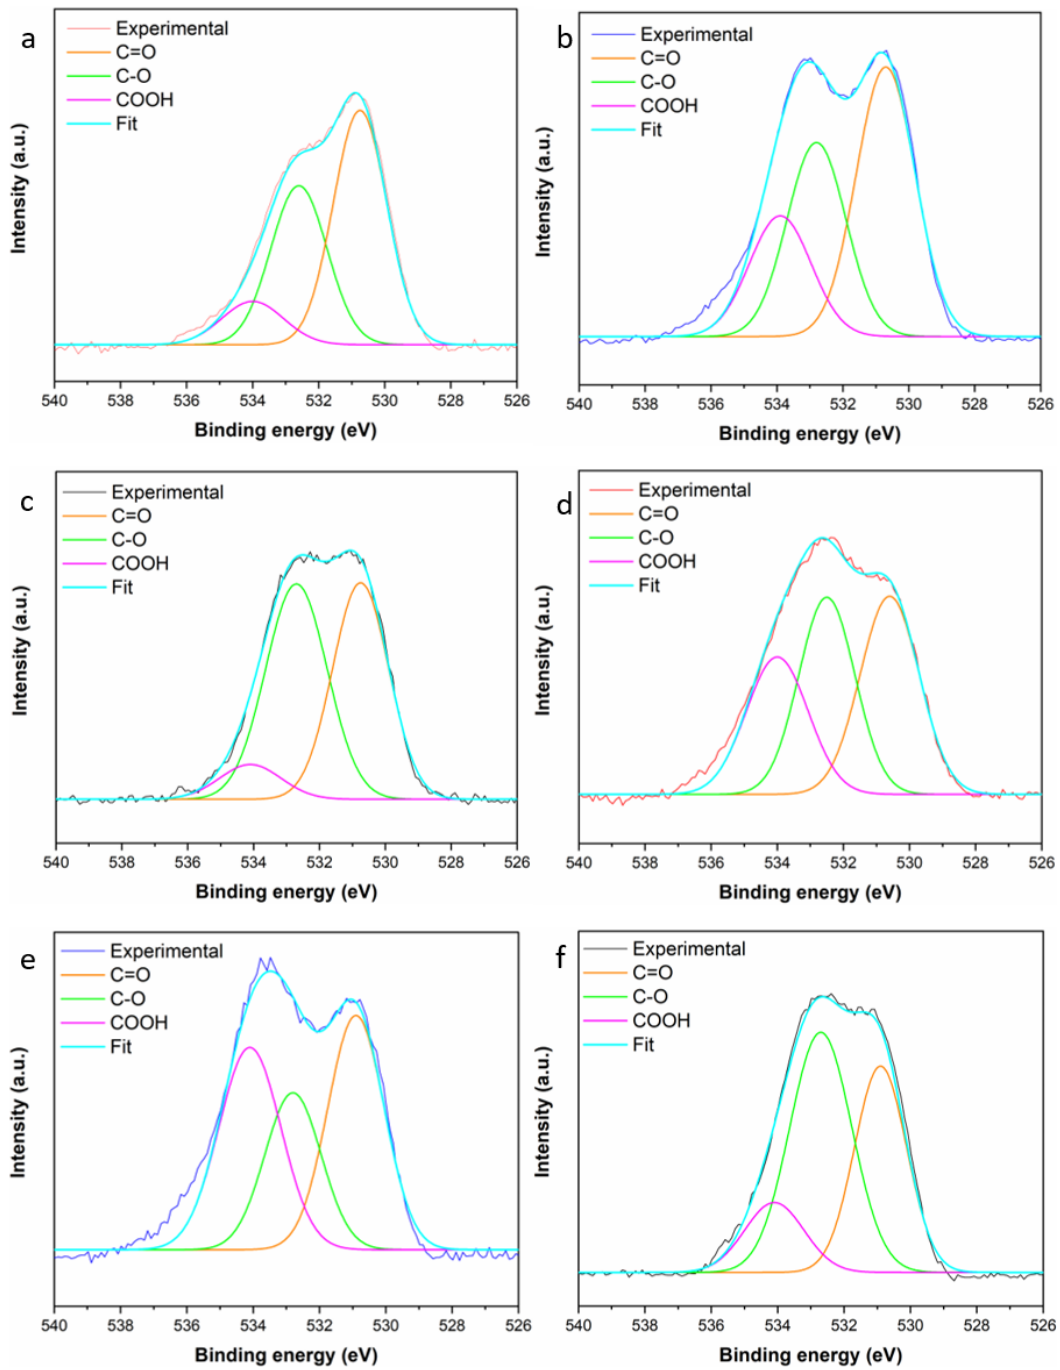 a
Experimental
C=O
C-O
COOH
Fit
Intensity (a.u.)
540 538 536 534 532 530 528 526
Binding energy (eV)
b
Experimental
C=O
C-O
COOH
Fit
Intensity (a.u.)
540 538 536 534 532 530 528 526
Binding energy (eV)
c
Experimental
C=O
C-O
COOH
Fit
Intensity (a.u.)
540 538 536 534 532 530 528 526
Binding energy (eV)
d
Experimental
C=O
C-O
COOH
Fit
Intensity (a.u.)
540 538 536 534 532 530 528 526
Binding energy (eV)
e
Experimental
C=O
C-O
COOH
Fit
Intensity (a.u.)
540 538 536 534 532 530 528 526
Binding energy (eV)
f
Experimental
C=O
C-O
COOH
Fit
Intensity (a.u.)
540 538 536 534 532 530 528 526
Binding energy (eV)